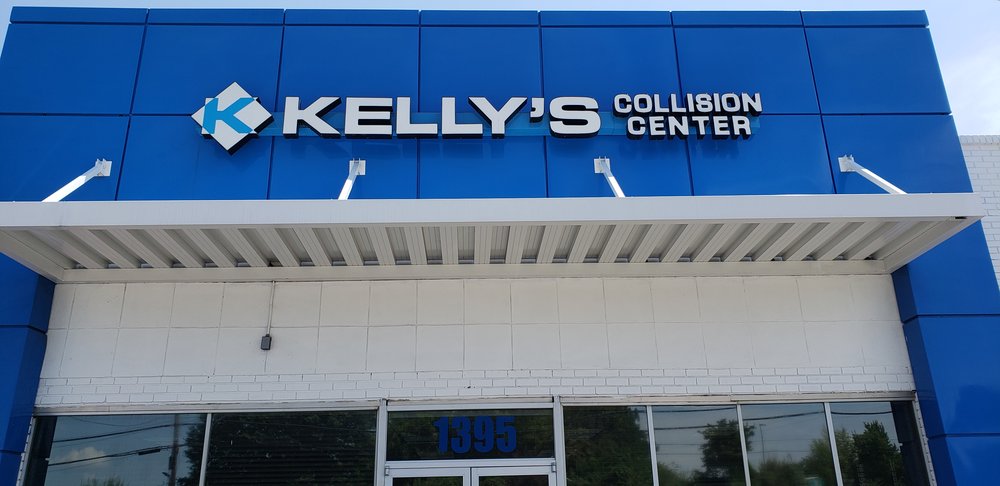 K KELLY'S COLLISION
CENTER
1395